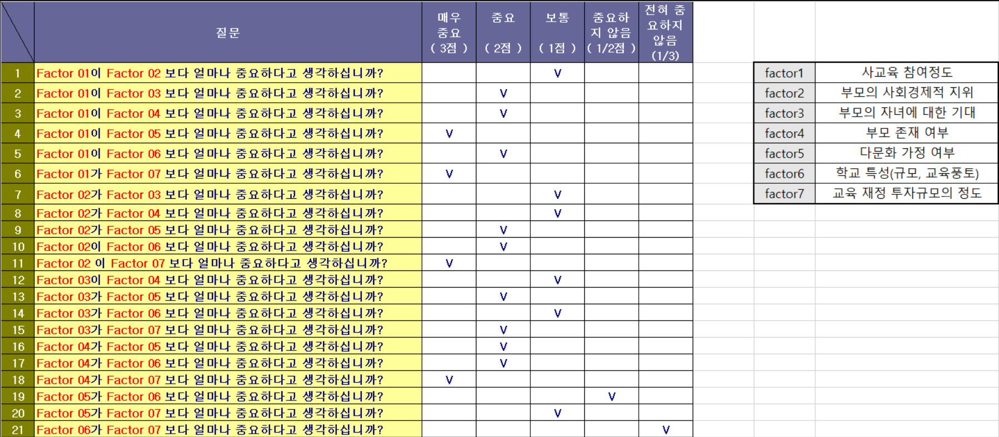 질문
매우
중요
( 3점 )
중요
( 2점 )
보통
( 1점 )
중요하
지 않음
( 1/2점 )
전혀 중
요하지
않음
(1/3)
1 Factor 01이 Factor 02 보다 얼마나 중요하다고 생각하십니까? V
2 Factor 01이 Factor 03 보다 얼마나 중요하다고 생각하십니까? V
3 Factor 01이 Factor 04 보다 얼마나 중요하다고 생각하십니까? V
4 Factor 01이 Factor 05 보다 얼마나 중요하다고 생각하십니까? V
5 Factor 01이 Factor 06 보다 얼마나 중요하다고 생각하십니까? V
6 Factor 01가 Factor 07 보다 얼마나 중요하다고 생각하십니까? V
7 Factor 02가 Factor 03 보다 얼마나 중요하다고 생각하십니까? V
8 Factor 02가 Factor 04 보다 얼마나 중요하다고 생각하십니까? V
9 Factor 02가 Factor 05 보다 얼마나 중요하다고 생각하십니까? V
10 Factor 02이 Factor 06 보다 얼마나 중요하다고 생각하십니까? V
11 Factor 02 이 Factor 07 보다 얼마나 중요하다고 생각하십니까? V
12 Factor 03이 Factor 04 보다 얼마나 중요하다고 생각하십니까? V
13 Factor 03가 Factor 05 보다 얼마나 중요하다고 생각하십니까? V
14 Factor 03가 Factor 06 보다 얼마나 중요하다고 생각하십니까? V
15 Factor 03가 Factor 07 보다 얼마나 중요하다고 생각하십니까? V
16 Factor 04가 Factor 05 보다 얼마나 중요하다고 생각하십니까? V
17 Factor 04가 Factor 06 보다 얼마나 중요하다고 생각하십니까? V
18 Factor 04가 Factor 07 보다 얼마나 중요하다고 생각하십니까? V
19 Factor 05가 Factor 06 보다 얼마나 중요하다고 생각하십니까? V
20 Factor 05가 Factor 07 보다 얼마나 중요하다고 생각하십니까? V
21 Factor 06가 Factor 07 보다 얼마나 중요하다고 생각하십니까? V
factor1 사교육 참여정도
factor2 부모의 사회경제적 지위
factor3 부모의 자녀에 대한 기대
factor4 부모 존재 여부
factor5 다문화 가정 여부
factor6 학교 특성(규모, 교육풍토)
factor7 교육 재정 투자규모의 정도